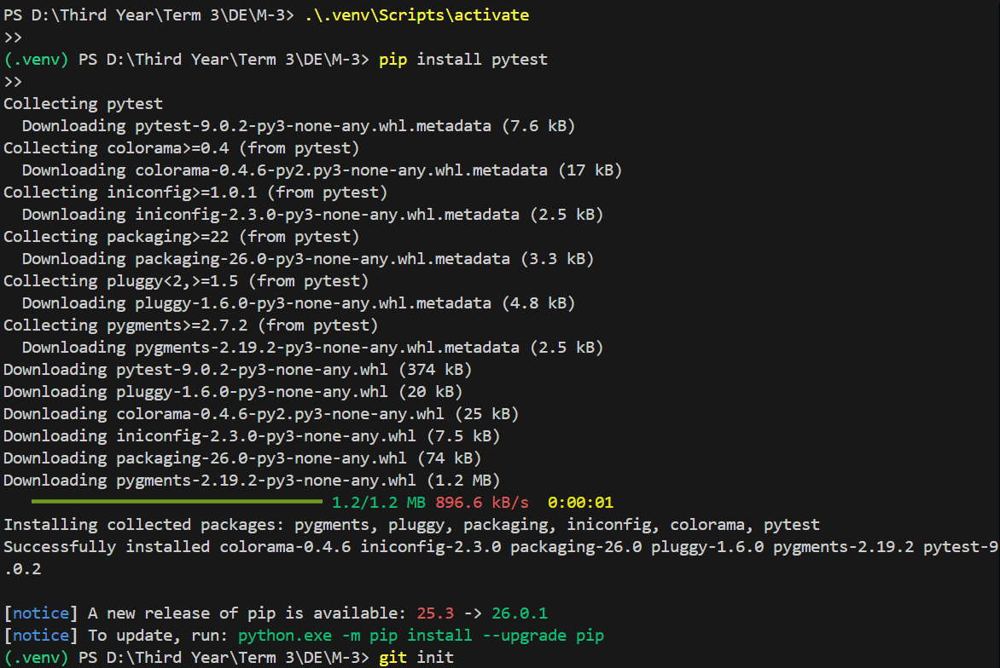 PS D:\Third Year\Term 3\DE\M-3> .\.venv\Scripts\activate
>>
(.venv) PS D:\Third Year\Term 3\DE\M-3> pip install pytest
>>
Collecting pytest
  Downloading pytest-9.0.2-py3-none-any.whl.metadata (7.6 kB)
Collecting colorama>=0.4 (from pytest)
  Downloading colorama-0.4.6-py2.py3-none-any.whl.metadata (17 kB)
Collecting iniconfig>=1.0.1 (from pytest)
  Downloading iniconfig-2.3.0-py3-none-any.whl.metadata (2.5 kB)
Collecting packaging>=22 (from pytest)
  Downloading packaging-26.0-py3-none-any.whl.metadata (3.3 kB)
Collecting pluggy<2,>=1.5 (from pytest)
  Downloading pluggy-1.6.0-py3-none-any.whl.metadata (4.8 kB)
Collecting pygments>=2.7.2 (from pytest)
  Downloading pygments-2.19.2-py3-none-any.whl.metadata (2.5 kB)
Downloading pytest-9.0.2-py3-none-any.whl (374 kB)
Downloading pluggy-1.6.0-py3-none-any.whl (20 kB)
Downloading colorama-0.4.6-py2.py3-none-any.whl (25 kB)
Downloading iniconfig-2.3.0-py3-none-any.whl (7.5 kB)
Downloading packaging-26.0-py3-none-any.whl (74 kB)
Downloading pygments-2.19.2-py3-none-any.whl (1.2 MB)
1.2/1.2 MB 896.6 kB/s  0:00:01
Installing collected packages: pygments, pluggy, packaging, iniconfig, colorama, pytest
Successfully installed colorama-0.4.6 iniconfig-2.3.0 packaging-26.0 pluggy-1.6.0 pygments-2.19.2 pytest-9
.0.2

[notice] A new release of pip is available: 25.3 -> 26.0.1
[notice] To update, run: python.exe -m pip install --upgrade pip
(.venv) PS D:\Third Year\Term 3\DE\M-3> git init